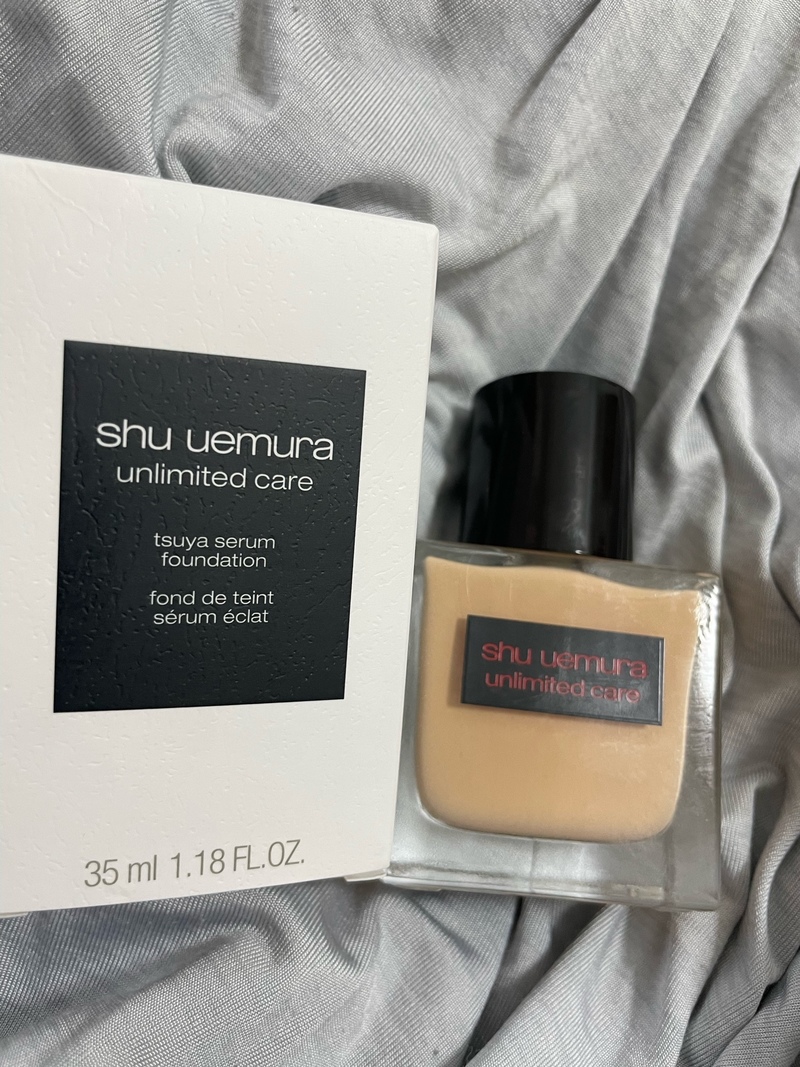 shu uemura
unlimited care
tsuya serum
foundation
fond de teint
sérum éclat
35 ml 1.18 FL.OZ.
shu uemura
unlimited care